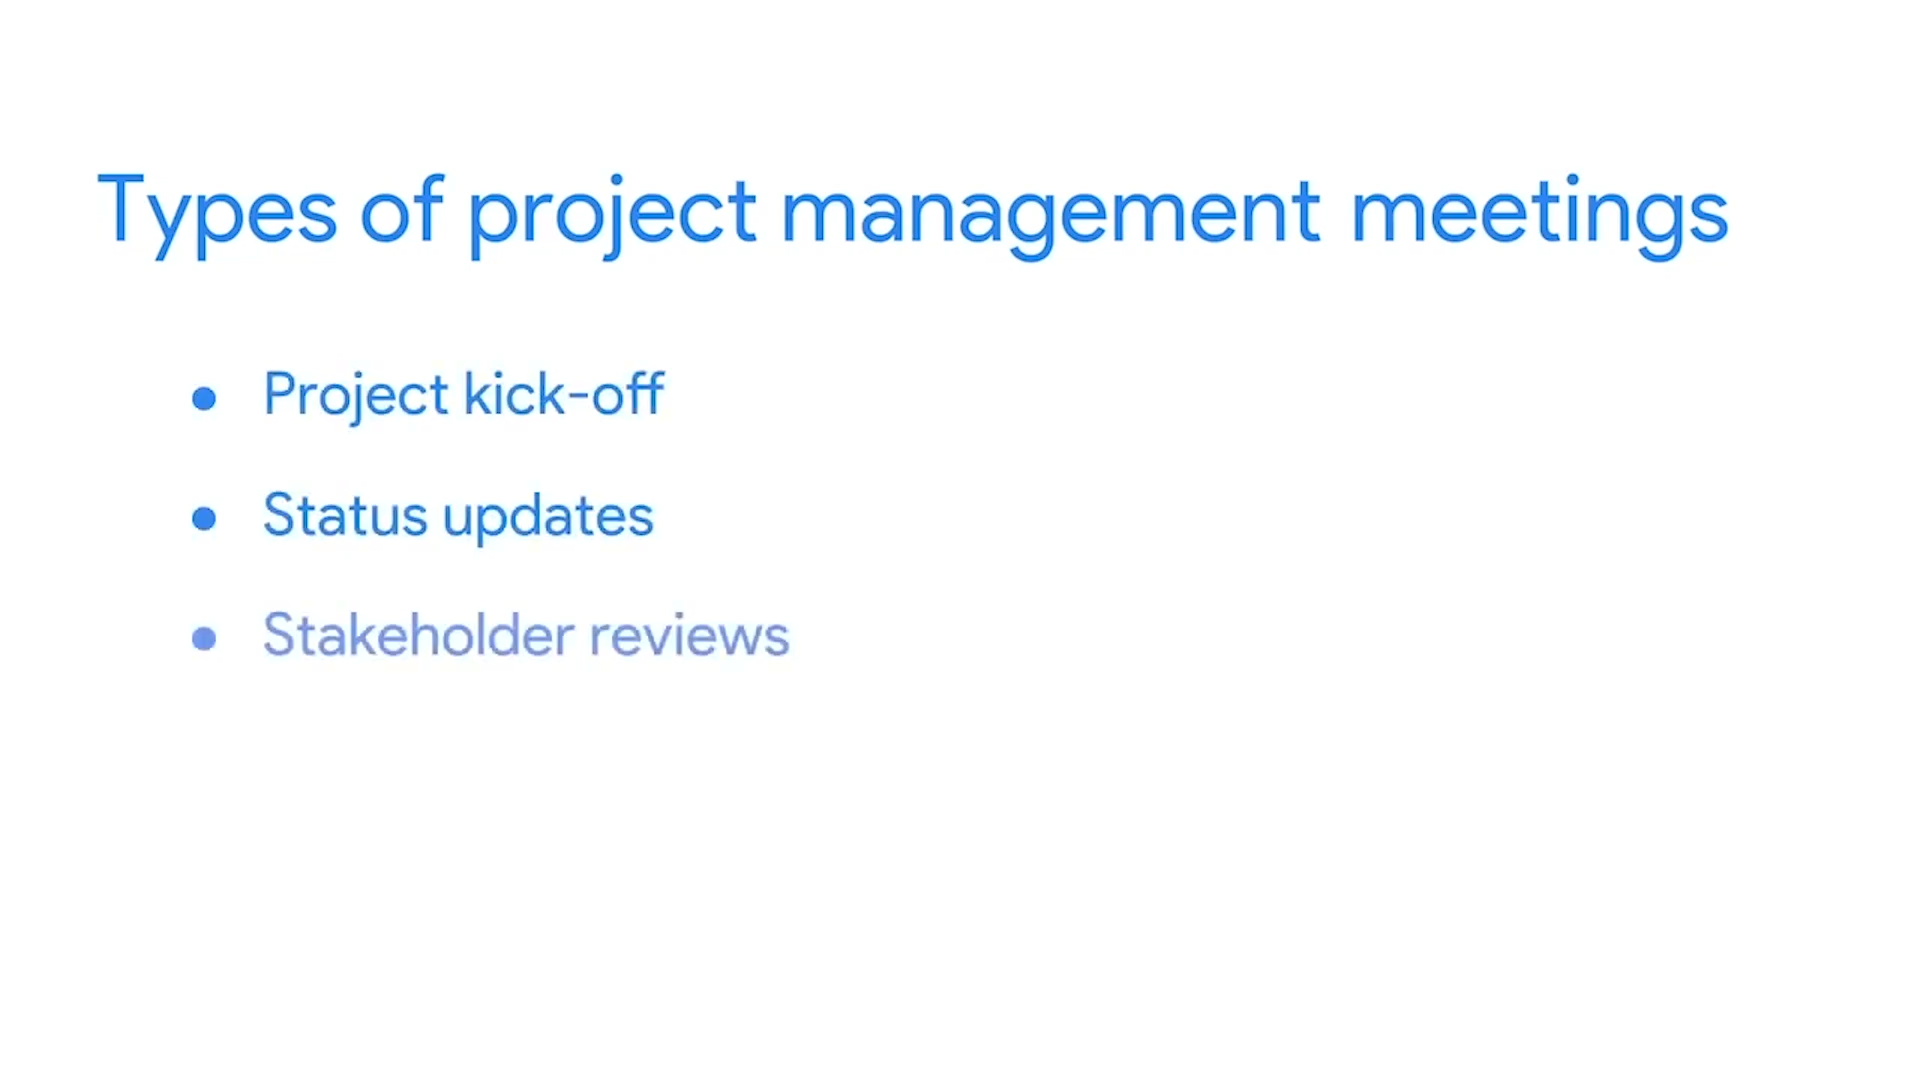 Types of project management meetings
• Project kick-off
• Status updates
• Stakeholder reviews